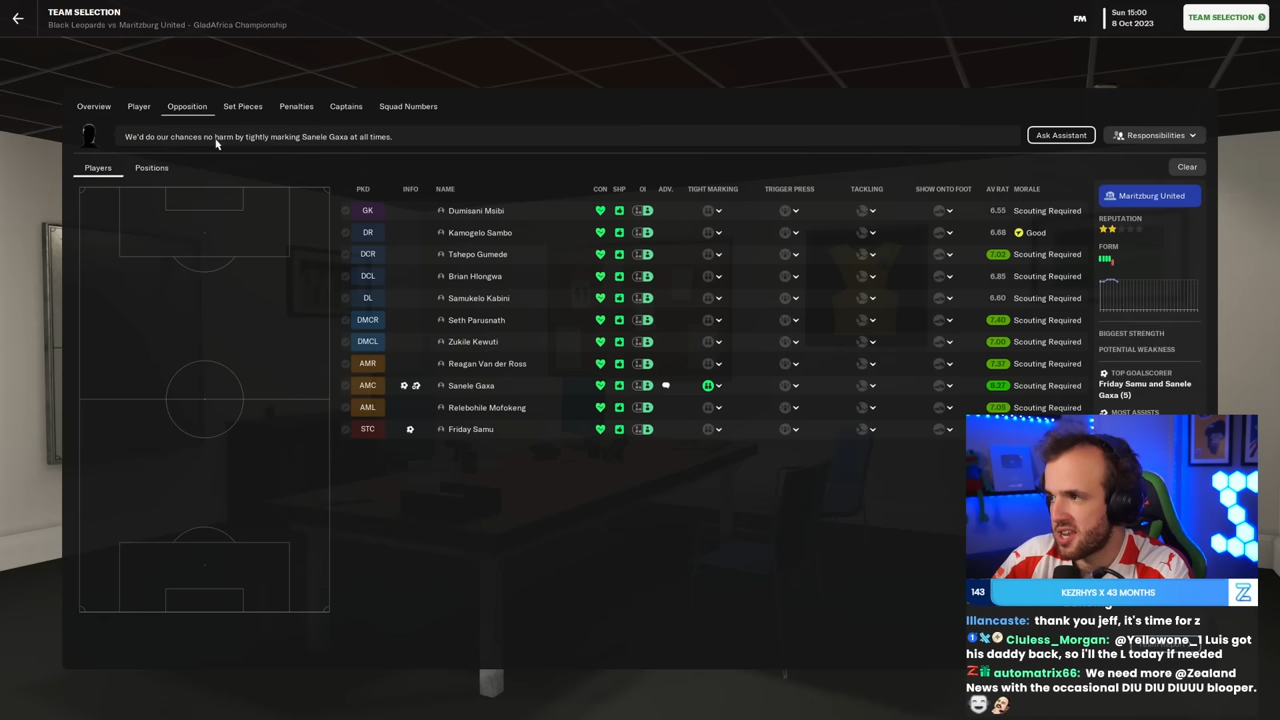 TEAM SELECTION
Black Leopards vs Maritzburg United - GladAfrica Championship
FM
Sun 15:00
8 Oct 2023
TEAM SELECTION
Overview Player Opposition Set Pieces Penalties Captains Squad Numbers
We'd do our chances no harm by tightly marking Sanele Gaxa at all times.
Ask Assistant
Responsibilities
Players Positions
Clear
PKD INFO NAME CON SHP OI ADV. TIGHT MARKING TRIGGER PRESS TACKLING SHOW ONTO FOOT AV RAT MORALE
GK Dumisani Msibi 6.55 Scouting Required
DR Kamogelo Sambo 6.68 Good
DCR Tshepo Gumede 7.02 Scouting Required
DCL Brian Hlongwa 6.85 Scouting Required
DL Samukelo Kabini 6.60 Scouting Required
DMCR Seth Parusnath 7.40 Scouting Required
DMCL Zukile Kewuti 7.00 Scouting Required
AMR Reagan Van der Ross 7.37 Scouting Required
AMC Sanele Gaxa 8.27 Scouting Required
AML Relebohile Mofokeng 7.05 Scouting Required
STC Friday Samu
Maritzburg United
REPUTATION
FORM
BIGGEST STRENGTH
POTENTIAL WEAKNESS
TOP GOALSCORER
Friday Samu and Sanele
Gaxa (5)
MOST ASSISTS
143 KEZRHYS X 43 MONTHS Z
Illancaste: thank you jeff, it's time for z
Cluless_Morgan: @Yellowone_1 Luis got
his daddy back, so i'll the L today if needed
automatrix66: We need more @Zealand
News with the occasional DIU DIU DIUUU blooper.